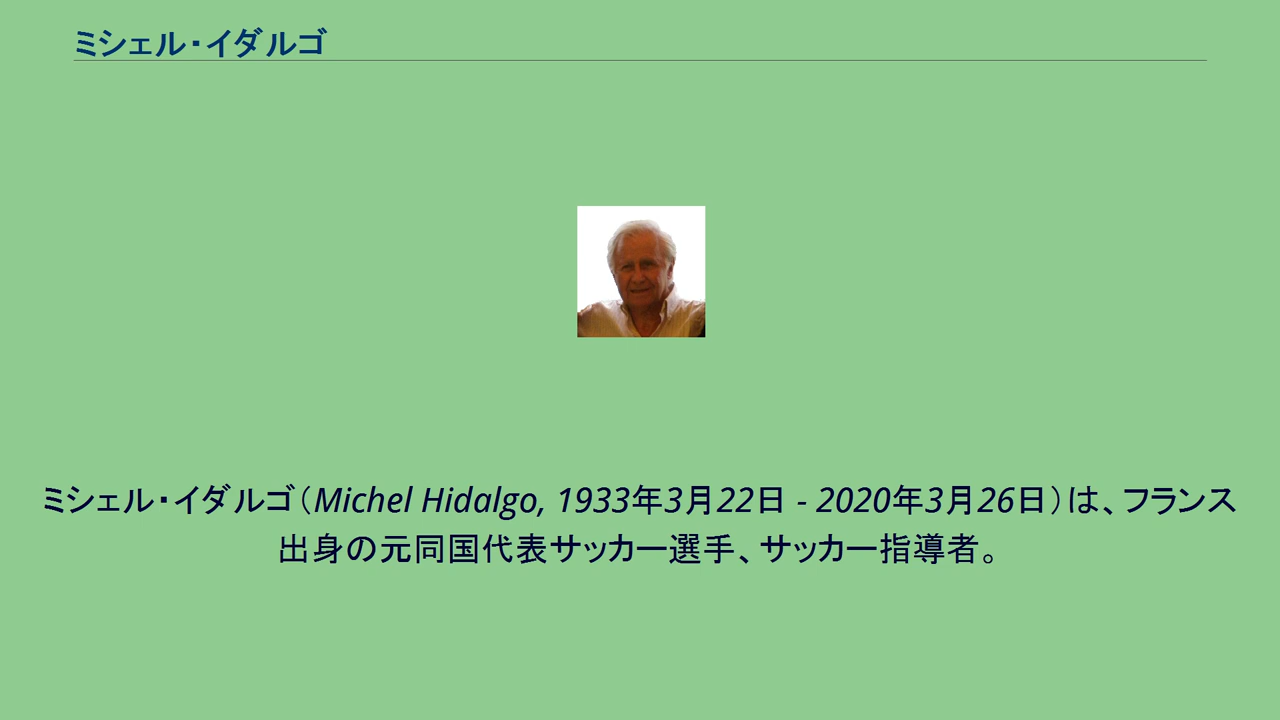 ミシェル・イダルゴ
ミシェル・イダルゴ（Michel Hidalgo, 1933年3月22日 - 2020年3月26日）は、フランス
出身の元同国代表サッカー選手、サッカー指導者。